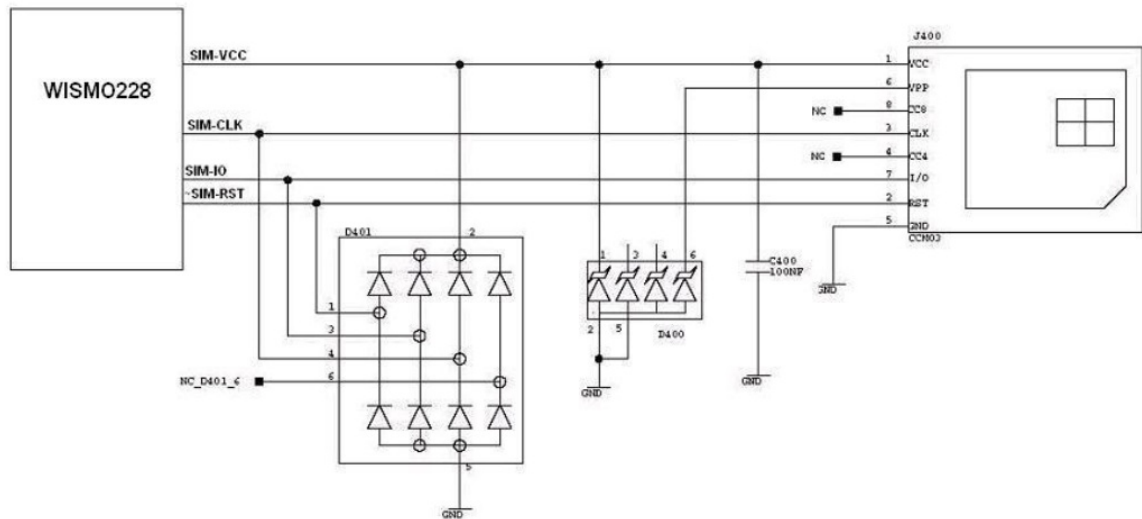 WISMO228
SIM-VCC
SIM-CLK
SIM-IO
~SIM-RST
J400
1 VCC
6 VPP
NC 8 CC8
3 CLK
NC 4 CC4
7 I/O
2 RST
5 GND
CCM03
GND
D401
2
1
3
4
6
NC_D401_6
5
GND
1 3 4 6
2 5
D400
GND
C400
100NF
GND